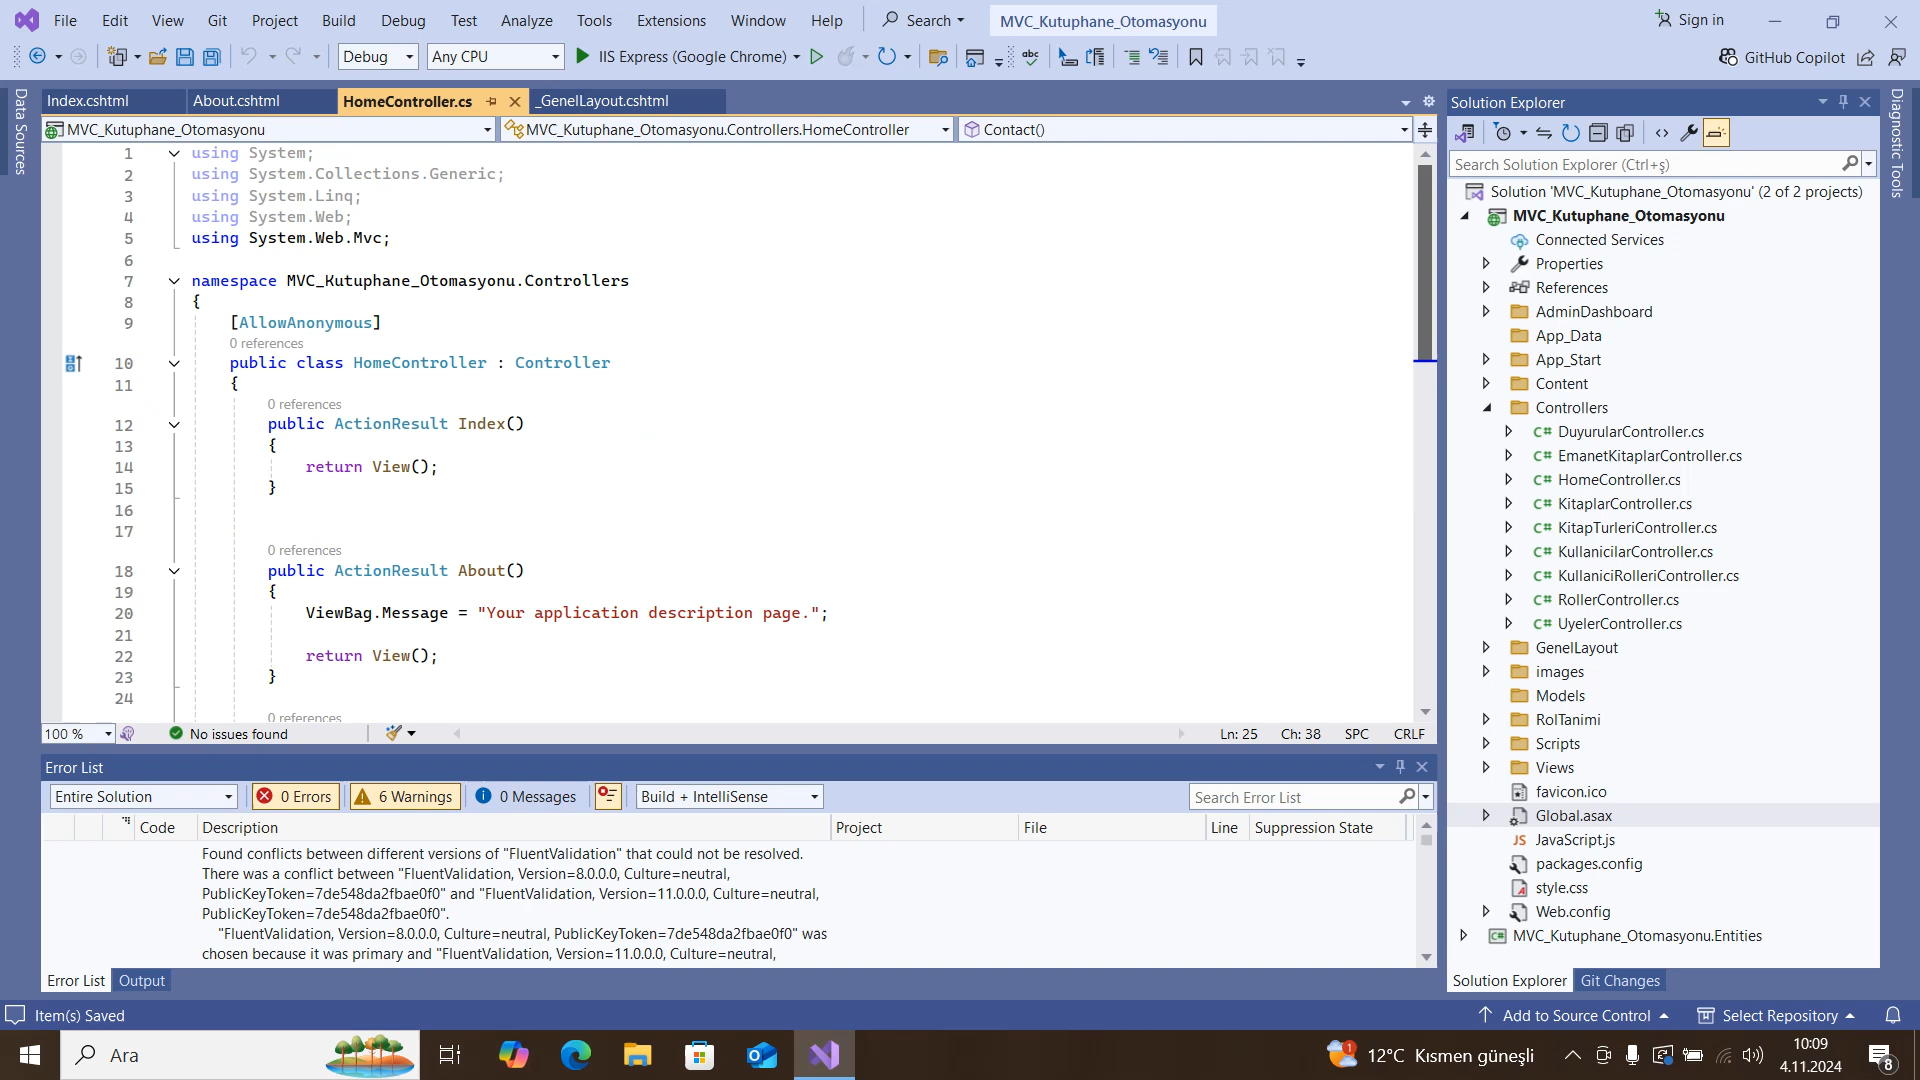 File Edit View Git Project Build Debug Test Analyze Tools Extensions Window Help Search MVC_Kutuphane_Otomasyonu Sign in
Debug Any CPU IIS Express (Google Chrome) GitHub Copilot
Data Sources
Index.cshtml About.cshtml HomeController.cs _GenelLayout.cshtml
MVC_Kutuphane_Otomasyonu MVC_Kutuphane_Otomasyonu.Controllers.HomeController Contact()
1 using System;
2 using System.Collections.Generic;
3 using System.Linq;
4 using System.Web;
5 using System.Web.Mvc;
6
7 namespace MVC_Kutuphane_Otomasyonu.Controllers
8 {
9 [AllowAnonymous]
0 references
10 public class HomeController : Controller
11 {
0 references
12 public ActionResult Index()
13 {
14 return View();
15 }
16
17
0 references
18 public ActionResult About()
19 {
20 ViewBag.Message = "Your application description page.";
21
22 return View();
23 }
24
0 references
100 % No issues found Ln: 25 Ch: 38 SPC CRLF
Error List
Entire Solution 0 Errors 6 Warnings 0 Messages Build + IntelliSense Search Error List
Code Description Project File Line Suppression State
Found conflicts between different versions of "FluentValidation" that could not be resolved.
There was a conflict between "FluentValidation, Version=8.0.0.0, Culture=neutral,
PublicKeyToken=7de548da2fbae0f0" and "FluentValidation, Version=11.0.0.0, Culture=neutral,
PublicKeyToken=7de548da2fbae0f0".
"FluentValidation, Version=8.0.0.0, Culture=neutral, PublicKeyToken=7de548da2fbae0f0" was
chosen because it was primary and "FluentValidation, Version=11.0.0.0, Culture=neutral,
Error List Output
Solution Explorer
Search Solution Explorer (Ctrl+ş)
Solution 'MVC_Kutuphane_Otomasyonu' (2 of 2 projects)
MVC_Kutuphane_Otomasyonu
Connected Services
Properties
References
AdminDashboard
App_Data
App_Start
Content
Controllers
C# DuyurularController.cs
C# EmanetKitaplarController.cs
C# HomeController.cs
C# KitaplarController.cs
C# KitapTurleriController.cs
C# KullanicilarController.cs
C# KullaniciRolleriController.cs
C# RollerController.cs
C# UyelerController.cs
GenelLayout
images
Models
RolTanimi
Scripts
Views
favicon.ico
Global.asax
JS JavaScript.js
packages.config
style.css
Web.config
C# MVC_Kutuphane_Otomasyonu.Entities
Solution Explorer Git Changes
Diagnostic Tools
Item(s) Saved Add to Source Control Select Repository
Ara 12°C Kısmen güneşli 10:09
4.11.2024
1
8